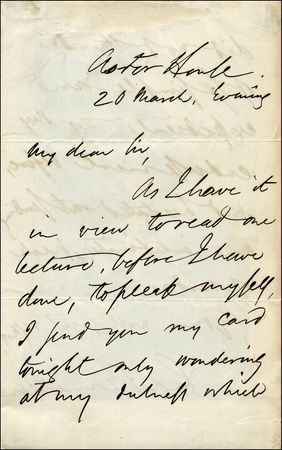 Astor House.
20 March, Evening
My dear Sir,
As I have it
in view to read one
lecture, before I have
done, to please myself,
I send you my card
tonight only wondering
at my dulness which